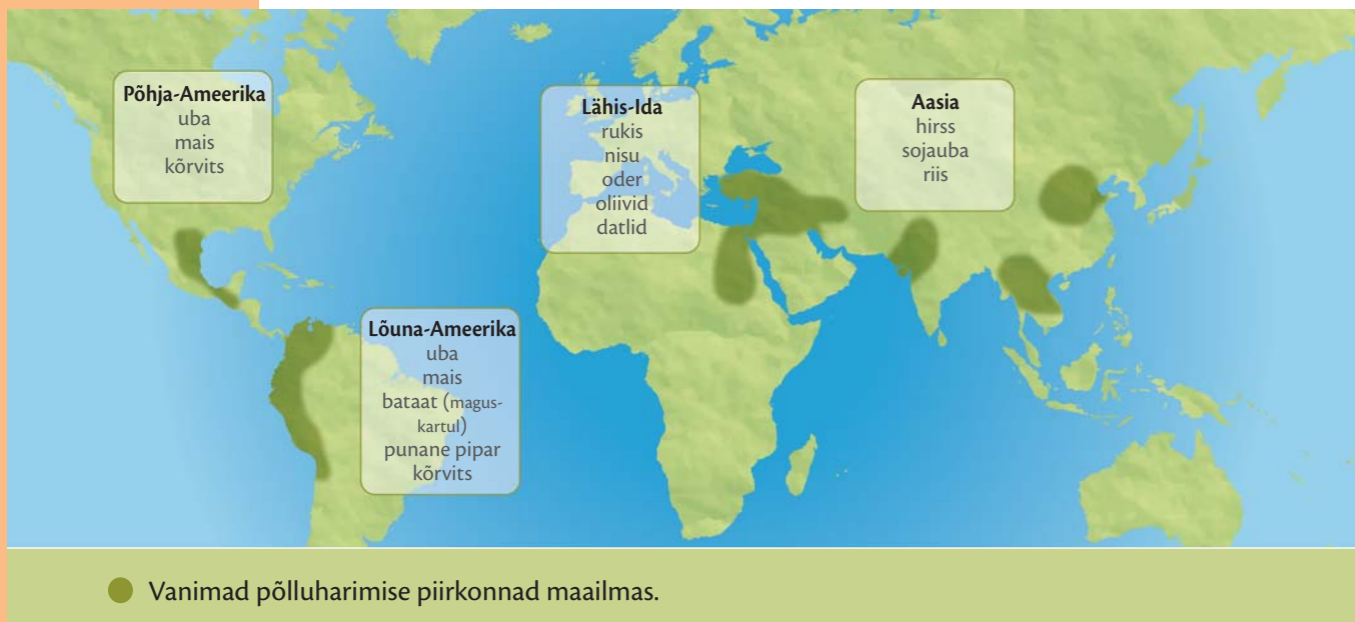 Põhja-Ameerika
uba
mais
kõrvits
Lähis-Ida
rukis
nisu
oder
oliivid
datlid
Aasia
hirss
sojauba
riis
Lõuna-Ameerika
uba
mais
bataat (magus-
kartul)
punane pipar
kõrvits
Vanimad põlluharimise piirkonnad maailmas.